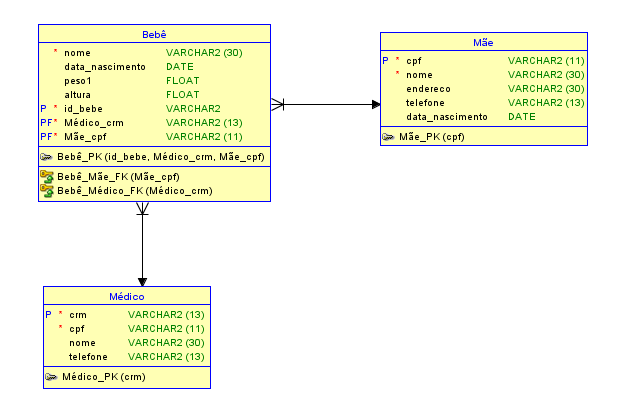 Bebê
* nome VARCHAR2 (30)
data_nascimento DATE
peso1 FLOAT
altura FLOAT
P * id_bebe VARCHAR2
PF* Médico_crm VARCHAR2 (13)
PF* Mãe_cpf VARCHAR2 (11)
Bebê_PK (id_bebe, Médico_crm, Mãe_cpf)
Bebê_Mãe_FK (Mãe_cpf)
Bebê_Médico_FK (Médico_crm)
Mãe
P * cpf VARCHAR2 (11)
* nome VARCHAR2 (30)
endereco VARCHAR2 (30)
telefone VARCHAR2 (13)
data_nascimento DATE
Mãe_PK (cpf)
Médico
P * crm VARCHAR2 (13)
* cpf VARCHAR2 (11)
nome VARCHAR2 (30)
telefone VARCHAR2 (13)
Médico_PK (crm)